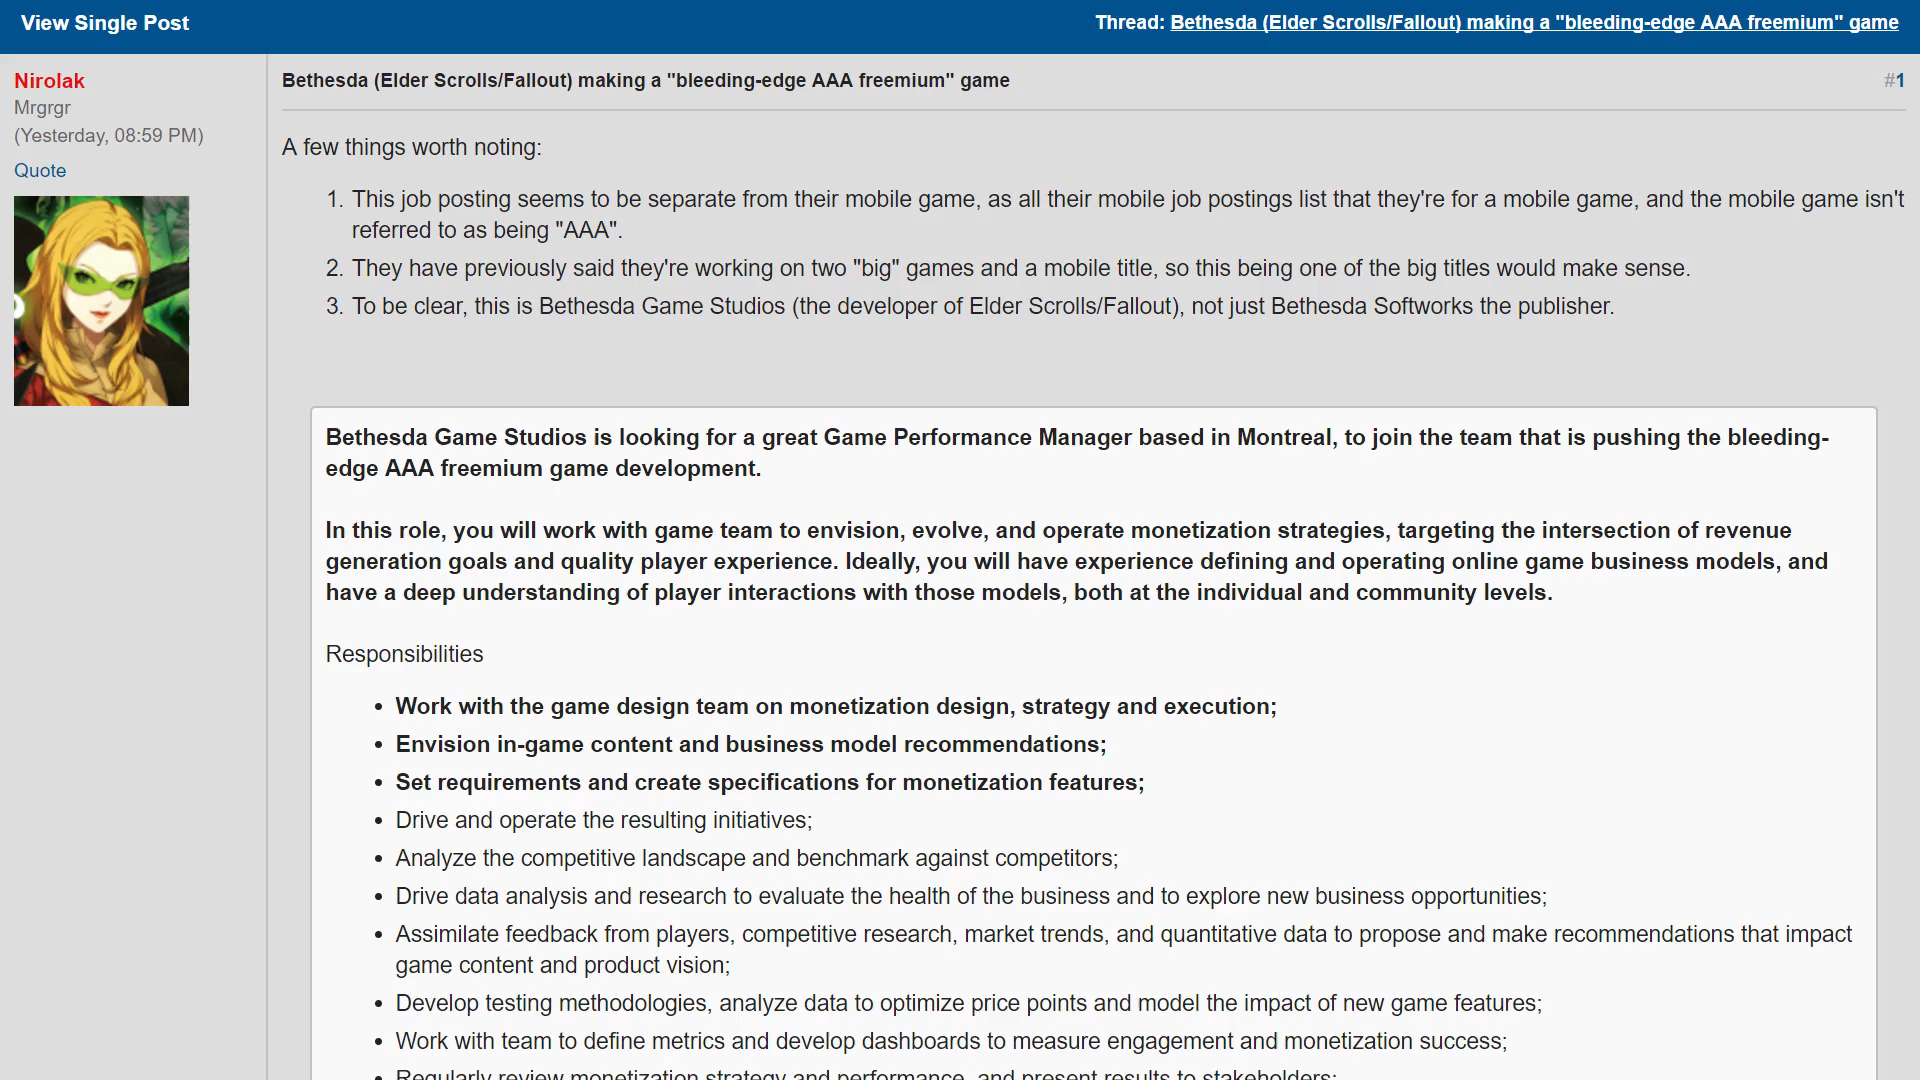 View Single Post
Thread: Bethesda (Elder Scrolls/Fallout) making a "bleeding-edge AAA freemium" game
Nirolak
Mrgrgr
(Yesterday, 08:59 PM)
Quote
Bethesda (Elder Scrolls/Fallout) making a "bleeding-edge AAA freemium" game
#1
A few things worth noting:
1. This job posting seems to be separate from their mobile game, as all their mobile job postings list that they're for a mobile game, and the mobile game isn't
referred to as being "AAA".
2. They have previously said they're working on two "big" games and a mobile title, so this being one of the big titles would make sense.
3. To be clear, this is Bethesda Game Studios (the developer of Elder Scrolls/Fallout), not just Bethesda Softworks the publisher.
Bethesda Game Studios is looking for a great Game Performance Manager based in Montreal, to join the team that is pushing the bleeding-
edge AAA freemium game development.
In this role, you will work with game team to envision, evolve, and operate monetization strategies, targeting the intersection of revenue
generation goals and quality player experience. Ideally, you will have experience defining and operating online game business models, and
have a deep understanding of player interactions with those models, both at the individual and community levels.
Responsibilities
• Work with the game design team on monetization design, strategy and execution;
• Envision in-game content and business model recommendations;
• Set requirements and create specifications for monetization features;
• Drive and operate the resulting initiatives;
• Analyze the competitive landscape and benchmark against competitors;
• Drive data analysis and research to evaluate the health of the business and to explore new business opportunities;
• Assimilate feedback from players, competitive research, market trends, and quantitative data to propose and make recommendations that impact
game content and product vision;
• Develop testing methodologies, analyze data to optimize price points and model the impact of new game features;
• Work with team to define metrics and develop dashboards to measure engagement and monetization success;
• Regularly review monetization strategy and performance, and present results to stakeholders;